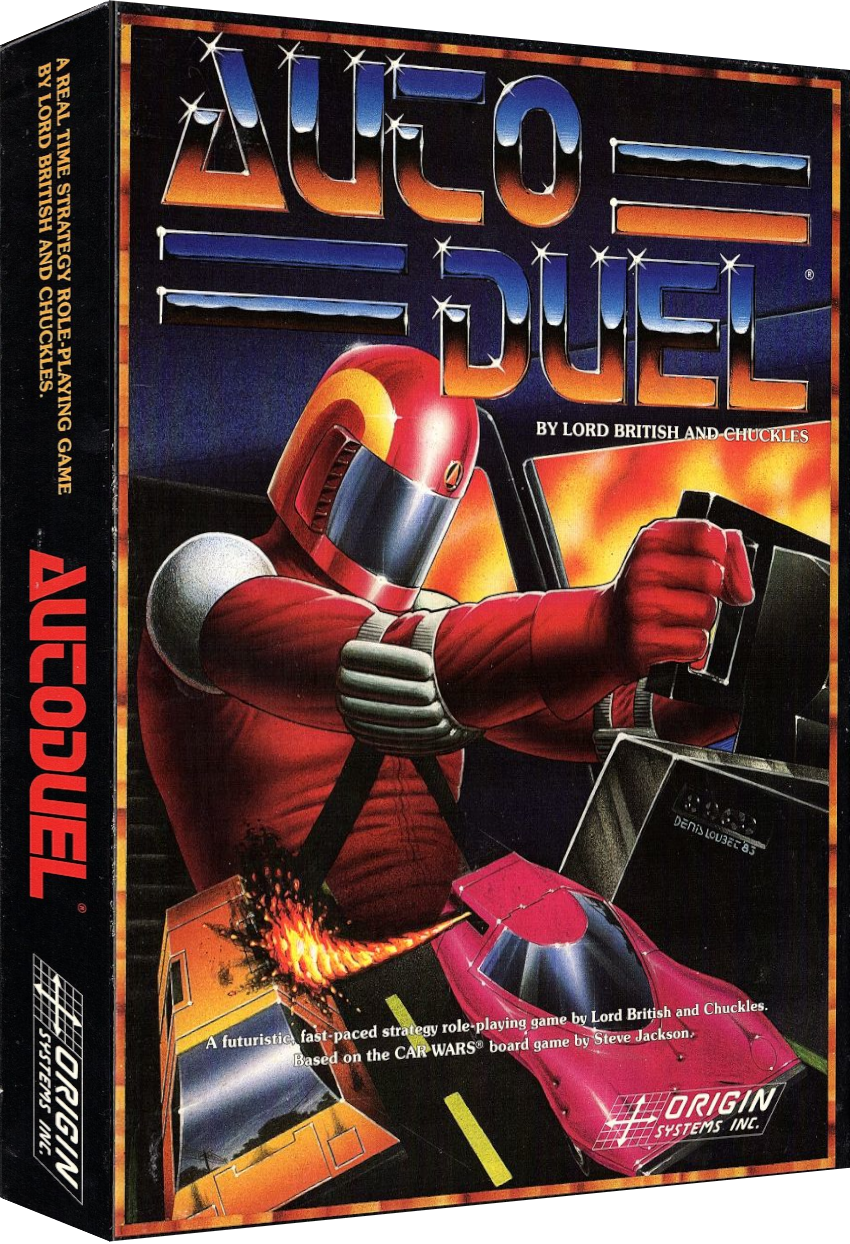 A REAL TIME STRATEGY ROLE-PLAYING GAME
BY LORD BRITISH AND CHUCKLES.
AUTODUEL®
ORIGIN
SYSTEMS INC.
AUTO
DUEL®
BY LORD BRITISH AND CHUCKLES
DENIS LOUBET '83
A futuristic, fast-paced strategy role-playing game by Lord British and Chuckles.
Based on the CAR WARS® board game by Steve Jackson.
ORIGIN
SYSTEMS INC.